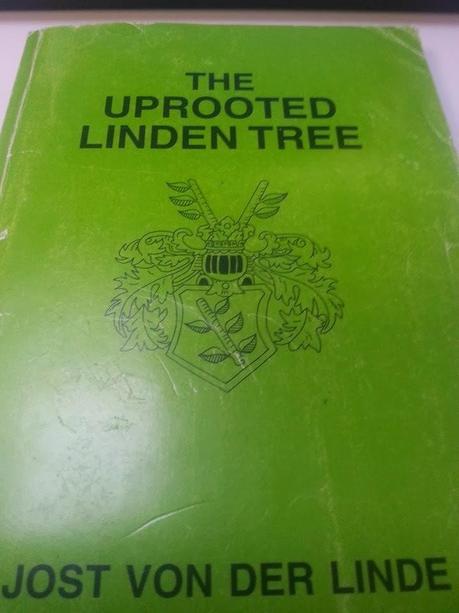 THE
UPROOTED
LINDEN TREE
JOST VON DER LINDE